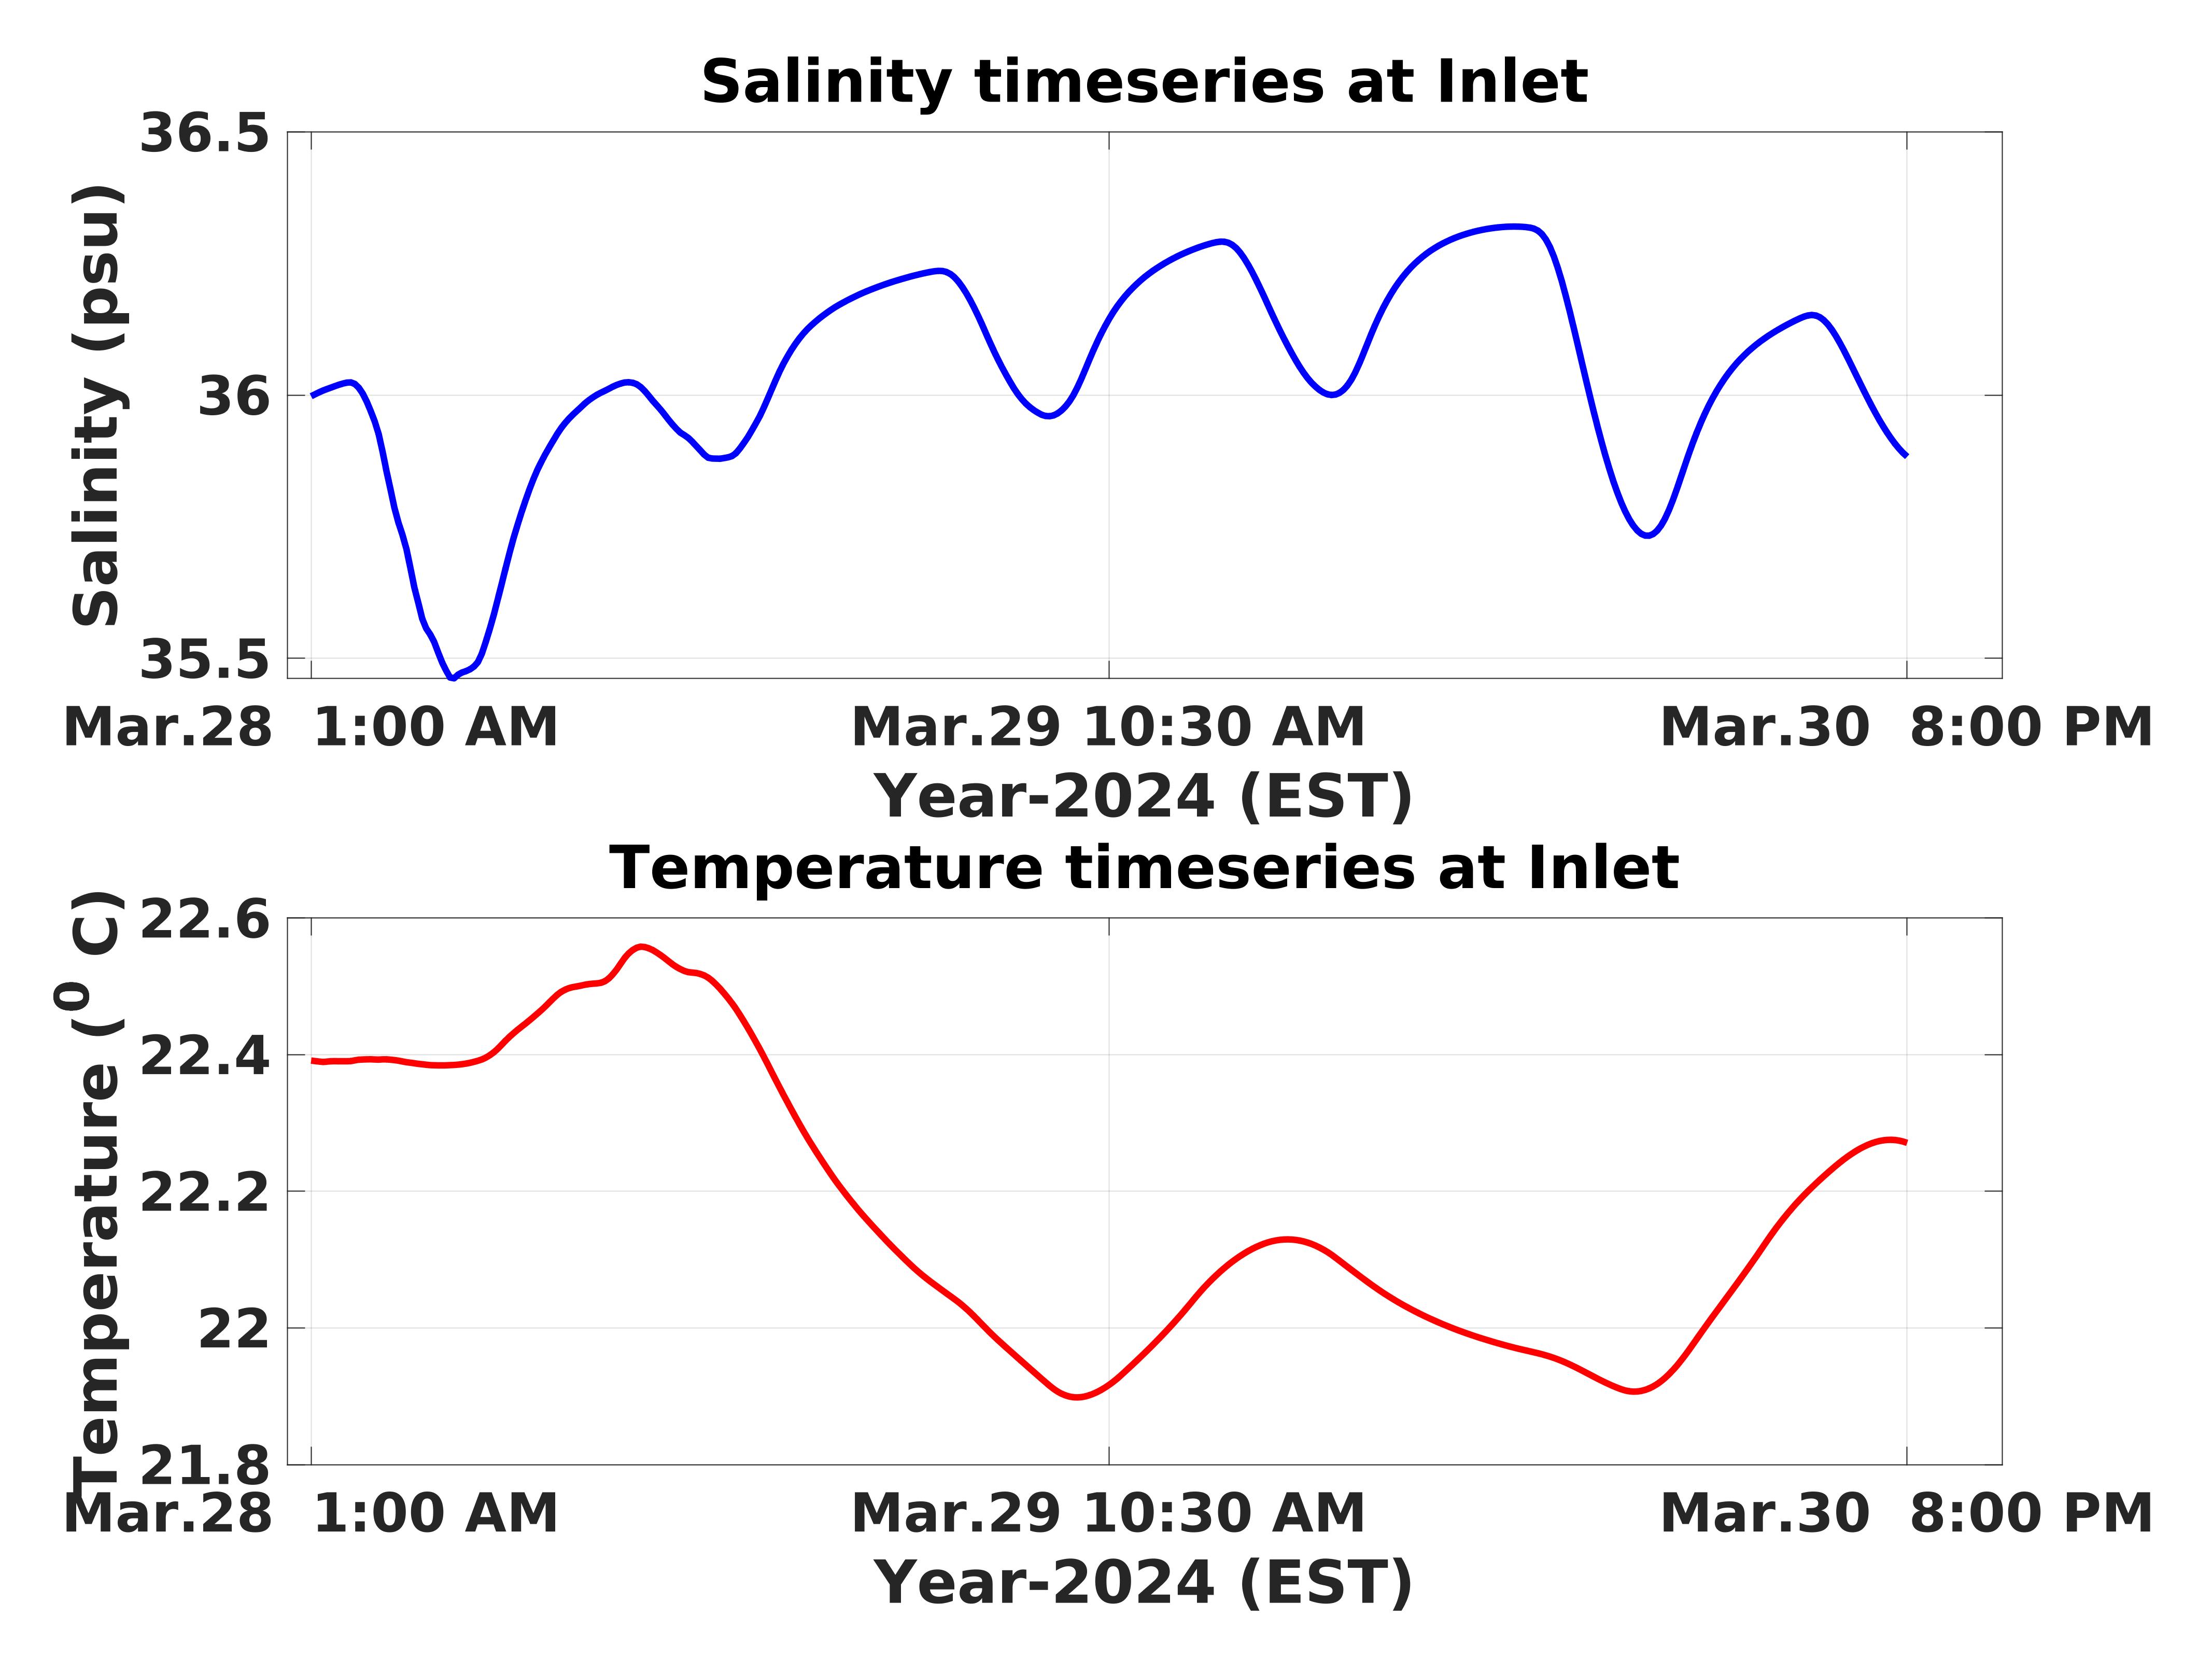 Salinity timeseries at Inlet
36.5
36
35.5
Salinity (psu)
Mar.28  1:00 AM
Mar.29 10:30 AM
Mar.30  8:00 PM
Year-2024 (EST)
Temperature timeseries at Inlet
22.6
22.4
22.2
22
21.8
Temperature (⁰ C)
Mar.28  1:00 AM
Mar.29 10:30 AM
Mar.30  8:00 PM
Year-2024 (EST)